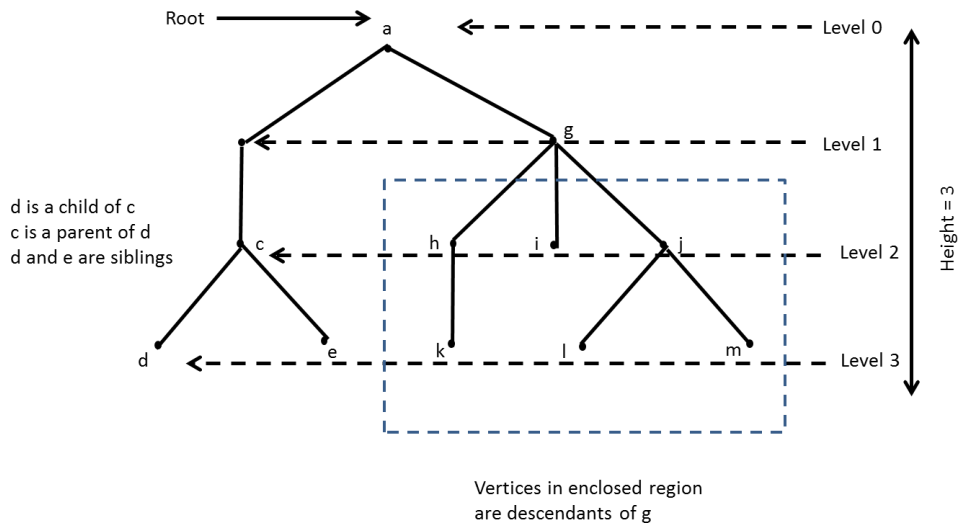 Root
a
Level 0
g
Level 1
d is a child of c
c is a parent of d
d and e are siblings
c
h
i
j
Level 2
Height = 3
d
e
k
l
m
Level 3
Vertices in enclosed region
are descendants of g